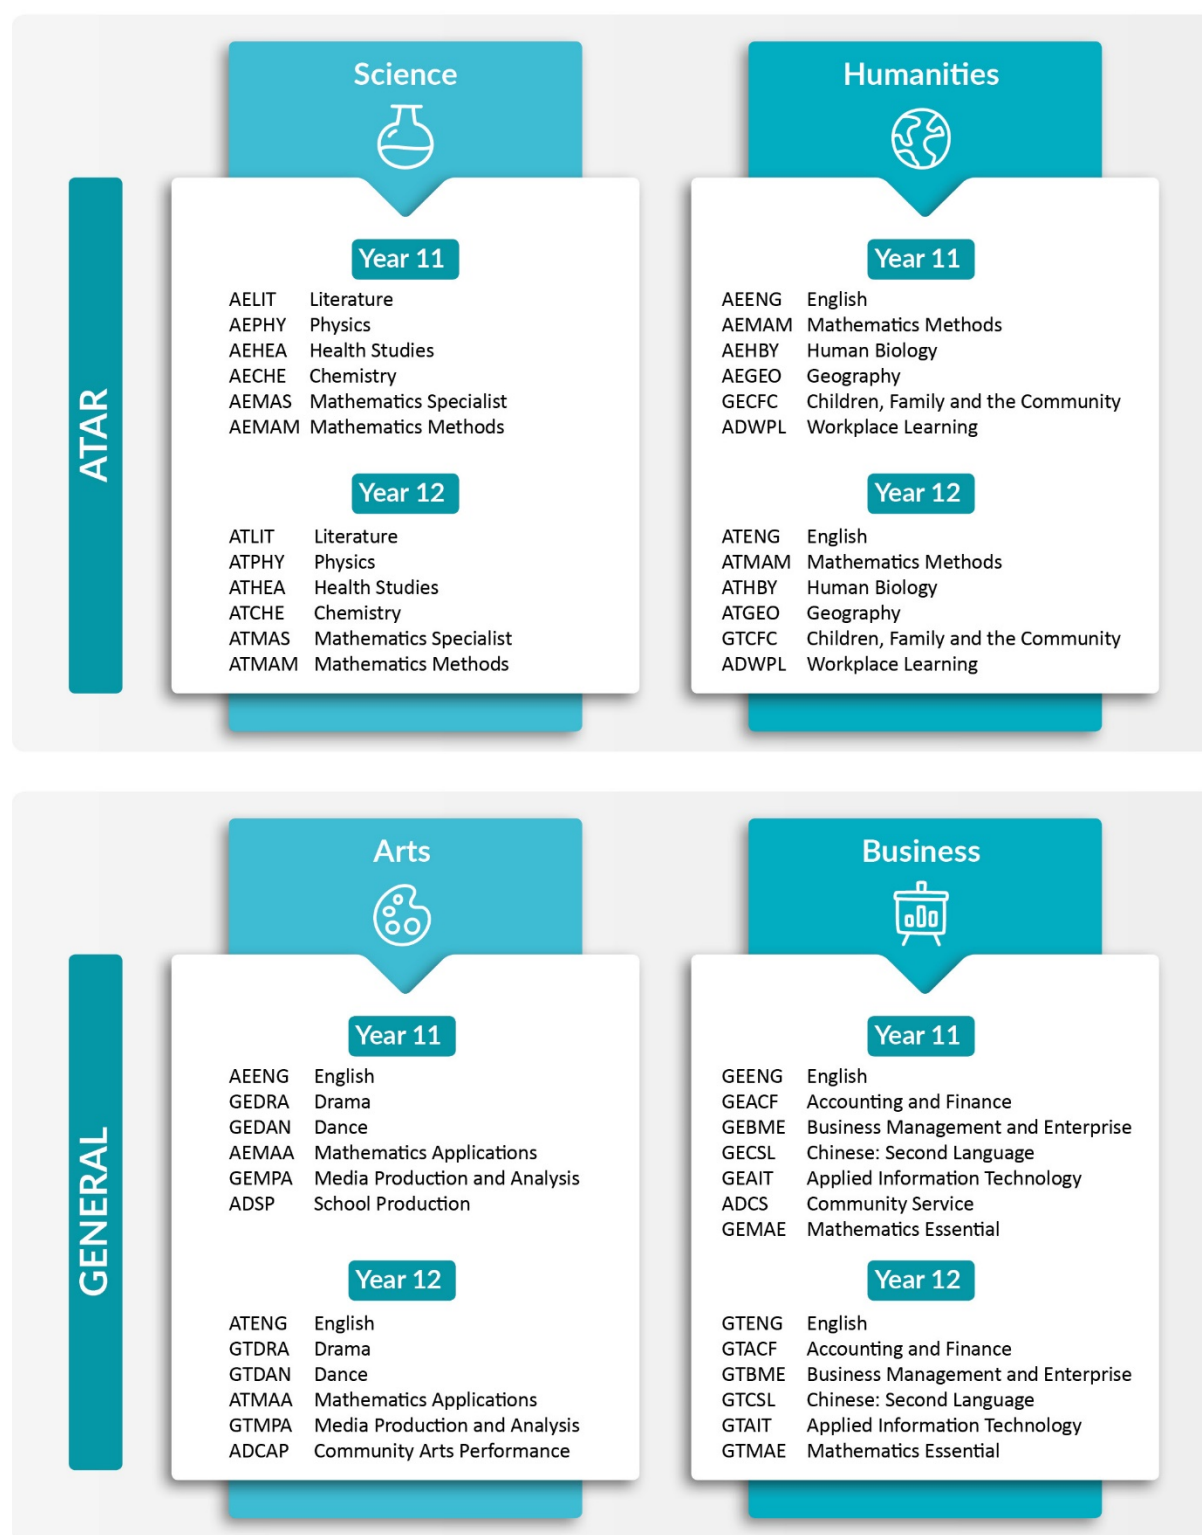 ATAR
Science
Year 11
AELIT Literature
AEPHY Physics
AEHEA Health Studies
AECHE Chemistry
AEMAS Mathematics Specialist
AEMAM Mathematics Methods
Year 12
ATLIT Literature
ATPHY Physics
ATHEA Health Studies
ATCHE Chemistry
ATMAS Mathematics Specialist
ATMAM Mathematics Methods
Humanities
Year 11
AEENG English
AEMAM Mathematics Methods
AEHBY Human Biology
AEGEO Geography
GECFC Children, Family and the Community
ADWPL Workplace Learning
Year 12
ATENG English
ATMAM Mathematics Methods
ATHBY Human Biology
ATGEO Geography
GTCFC Children, Family and the Community
ADWPL Workplace Learning
GENERAL
Arts
Year 11
AEENG English
GEDRA Drama
GEDAN Dance
AEMAA Mathematics Applications
GEMPA Media Production and Analysis
ADSP School Production
Year 12
ATENG English
GTDRA Drama
GTDAN Dance
ATMAA Mathematics Applications
GTMPA Media Production and Analysis
ADCAP Community Arts Performance
Business
Year 11
GEENG English
GEACF Accounting and Finance
GEBME Business Management and Enterprise
GECSL Chinese: Second Language
GEAIT Applied Information Technology
ADCS Community Service
GEMAE Mathematics Essential
Year 12
GTENG English
GTACF Accounting and Finance
GTBME Business Management and Enterprise
GTCSL Chinese: Second Language
GTAIT Applied Information Technology
GTMAE Mathematics Essential